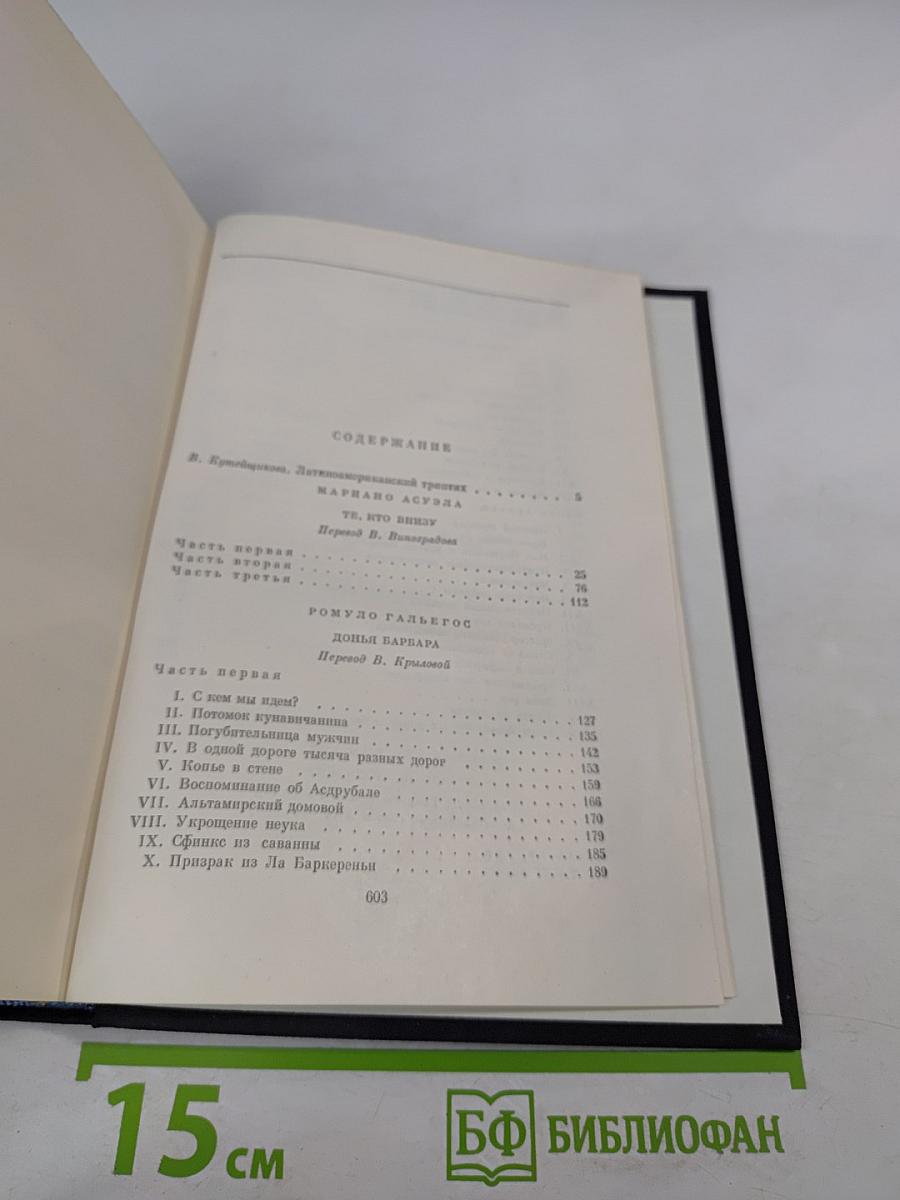 СОДЕРЖАНИЕ
В. Кутейщикова. Латиноамериканский триптих . . . . . . . . 5
МАРИАНО АСУЭЛА
ТЕ, КТО ВНИЗУ
Перевод В. Виноградова
Часть первая . . . . . . . . . . . . . . . . . . . . 25
Часть вторая . . . . . . . . . . . . . . . . . . . . 76
Часть третья . . . . . . . . . . . . . . . . . . . . 112
РОМУЛО ГАЛЬЕГОС
ДОНЬЯ БАРБАРА
Перевод В. Крыловой
Часть первая
I. С кем мы идем? . . . . . . . . . . . . . . . . . . 127
II. Потомок кунавичанина . . . . . . . . . . . . . . . 135
III. Погубительница мужчин . . . . . . . . . . . . . . 142
IV. В одной дороге тысяча разных дорог . . . . . . . . 153
V. Копье в стене . . . . . . . . . . . . . . . . . . . 159
VI. Воспоминание об Асдрубале . . . . . . . . . . . . 166
VII. Альтамирский домовой . . . . . . . . . . . . . . . 170
VIII. Укрощение неука . . . . . . . . . . . . . . . . . 179
IX. Сфинкс из саванны . . . . . . . . . . . . . . . . . 185
X. Призрак из Ла Баркереньи . . . . . . . . . . . . . . 189
603
15 см
БФ БИБЛИОФАН